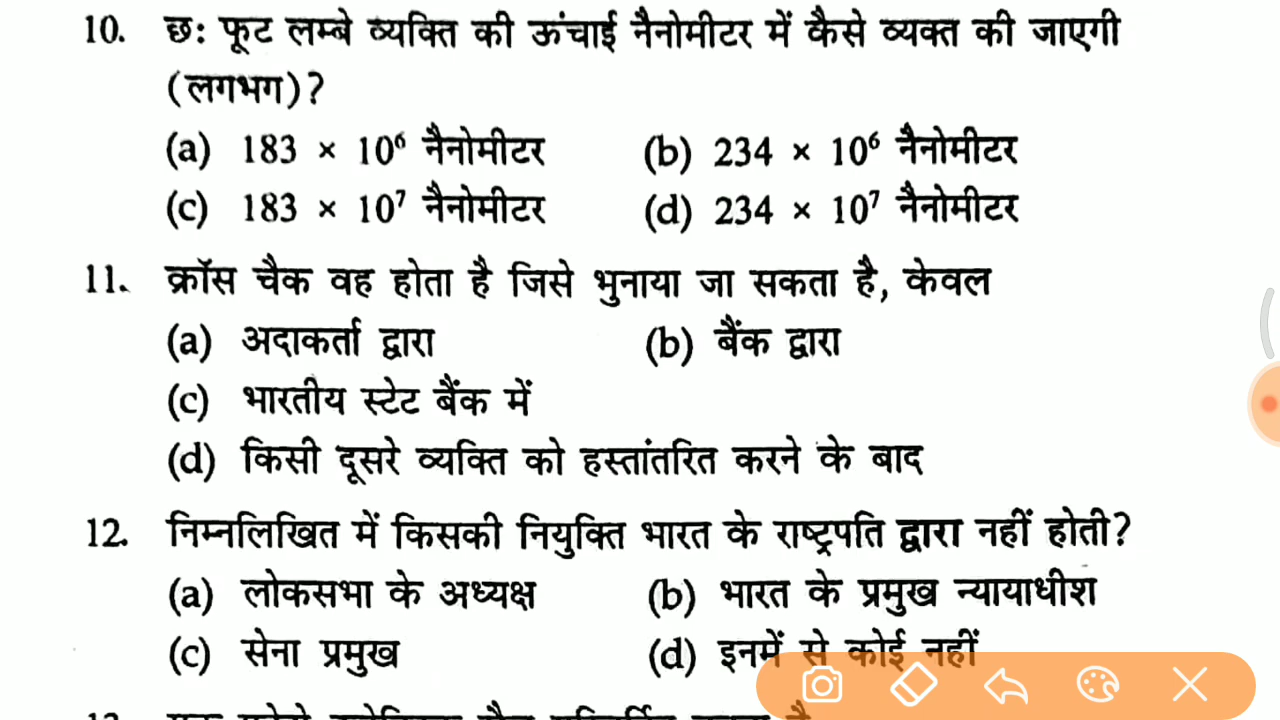 10. छः फूट लम्बे व्यक्ति की ऊंचाई नैनोमीटर में कैसे व्यक्त की जाएगी
(लगभग)?
(a) 183 × 10⁶ नैनोमीटर (b) 234 × 10⁶ नैनोमीटर
(c) 183 × 10⁷ नैनोमीटर (d) 234 × 10⁷ नैनोमीटर
11. क्रॉस चैक वह होता है जिसे भुनाया जा सकता है, केवल
(a) अदाकर्ता द्वारा (b) बैंक द्वारा
(c) भारतीय स्टेट बैंक में
(d) किसी दूसरे व्यक्ति को हस्तांतरित करने के बाद
12. निम्नलिखित में किसकी नियुक्ति भारत के राष्ट्रपति द्वारा नहीं होती?
(a) लोकसभा के अध्यक्ष (b) भारत के प्रमुख न्यायाधीश
(c) सेना प्रमुख (d) इनमें से कोई नहीं